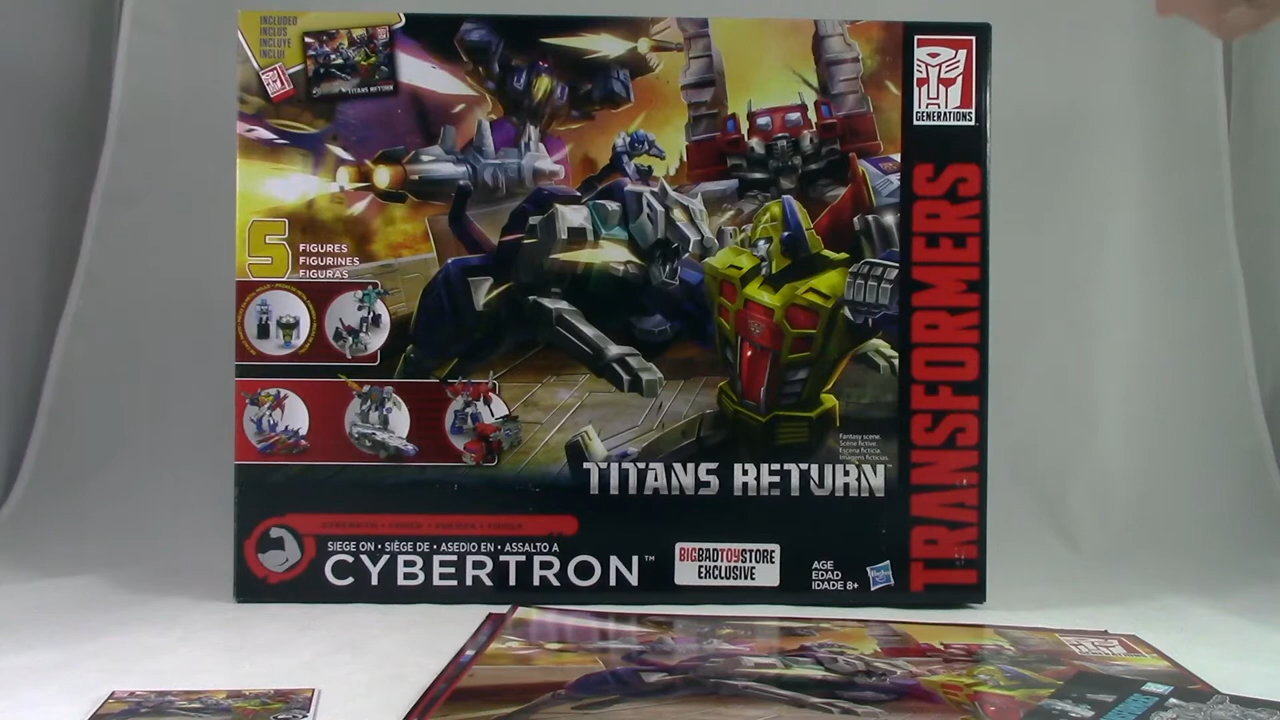 INCLUDED
INCLUS
INCLUYE
INCLUI
TITANS RETURN
GENERATIONS
TRANSFORMERS
5 FIGURES
FIGURINES
FIGURAS
Fantasy scene.
Scène fictive.
Escena ficticia.
Imagens fictícias.
TITANS RETURN™
SIEGE ON • SIÈGE DE • ASEDIO EN • ASSALTO A
CYBERTRON™
BIGBADTOYSTORE
EXCLUSIVE
AGE
EDAD
IDADE 8+
Hasbro